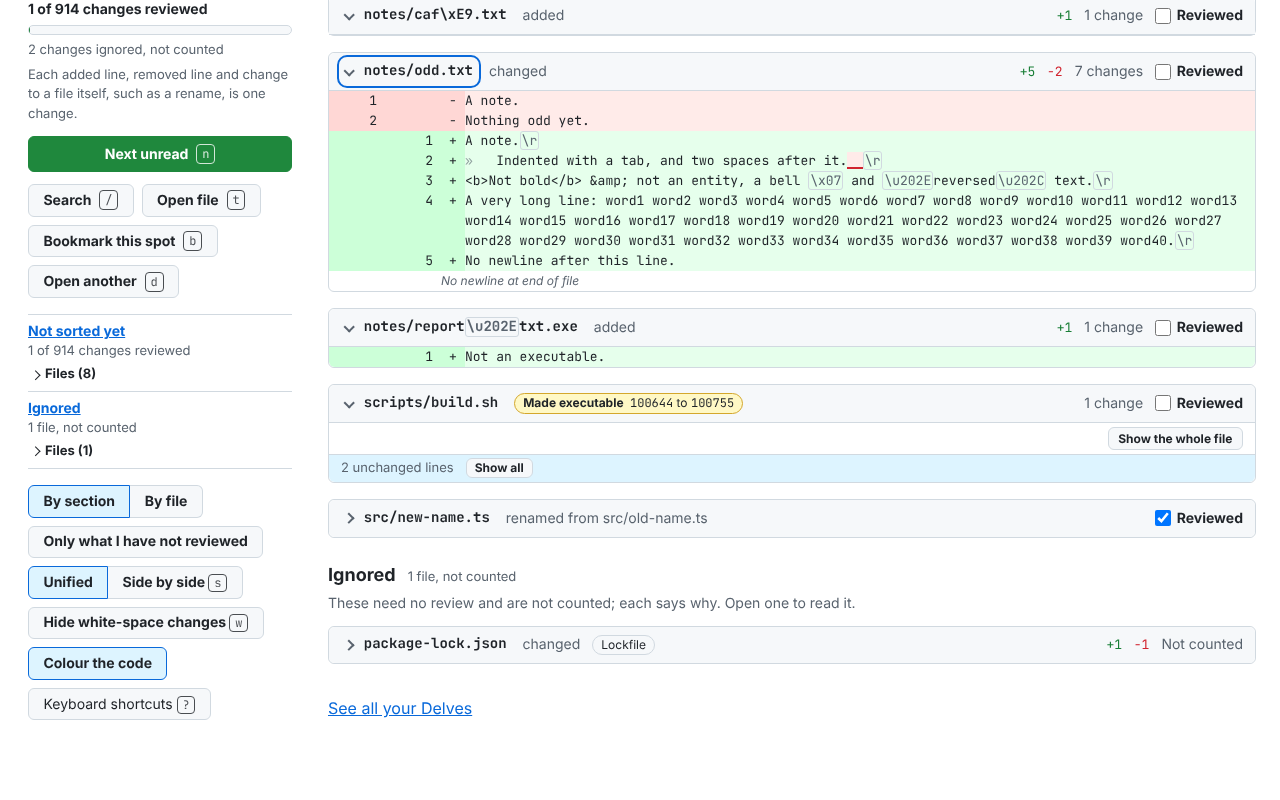 1 of 914 changes reviewed
2 changes ignored, not counted
Each added line, removed line and change
to a file itself, such as a rename, is one
change.
Next unread n
Search / Open file t
Bookmark this spot b
Open another d
Not sorted yet
1 of 914 changes reviewed
Files (8)
Ignored
1 file, not counted
Files (1)
By section By file
Only what I have not reviewed
Unified Side by side s
Hide white-space changes w
Colour the code
Keyboard shortcuts ?
notes/caf\xE9.txt added +1 1 change Reviewed
notes/odd.txt changed +5 -2 7 changes Reviewed
1 - A note.
2 - Nothing odd yet.
1 + A note.\r
2 + » Indented with a tab, and two spaces after it. \r
3 + <b>Not bold</b> &amp; not an entity, a bell \x07 and \u202Ereversed\u202C text.\r
4 + A very long line: word1 word2 word3 word4 word5 word6 word7 word8 word9 word10 word11 word12 word13
word14 word15 word16 word17 word18 word19 word20 word21 word22 word23 word24 word25 word26 word27
word28 word29 word30 word31 word32 word33 word34 word35 word36 word37 word38 word39 word40.\r
5 + No newline after this line.
No newline at end of file
notes/report\u202Etxt.exe added +1 1 change Reviewed
1 + Not an executable.
scripts/build.sh Made executable 100644 to 100755 1 change Reviewed
Show the whole file
2 unchanged lines Show all
src/new-name.ts renamed from src/old-name.ts Reviewed
Ignored 1 file, not counted
These need no review and are not counted; each says why. Open one to read it.
package-lock.json changed Lockfile +1 -1 Not counted
See all your Delves